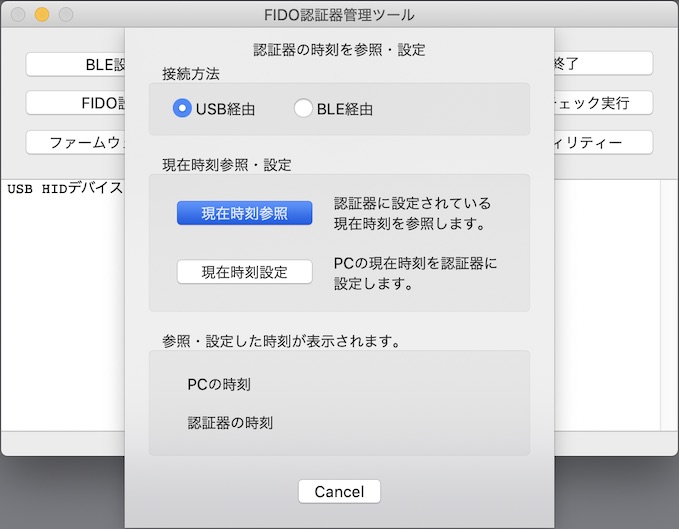 FIDO認証器管理ツール
認証器の時刻を参照・設定
BLE設
終了
接続方法
USB経由
BLE経由
FIDO設
チェック実行
ファームウ
ィリティー
現在時刻参照・設定
USB HIDデバイス
現在時刻参照
認証器に設定されている
現在時刻を参照します。
現在時刻設定
PCの現在時刻を認証器に
設定します。
参照・設定した時刻が表示されます。
PCの時刻
認証器の時刻
Cancel